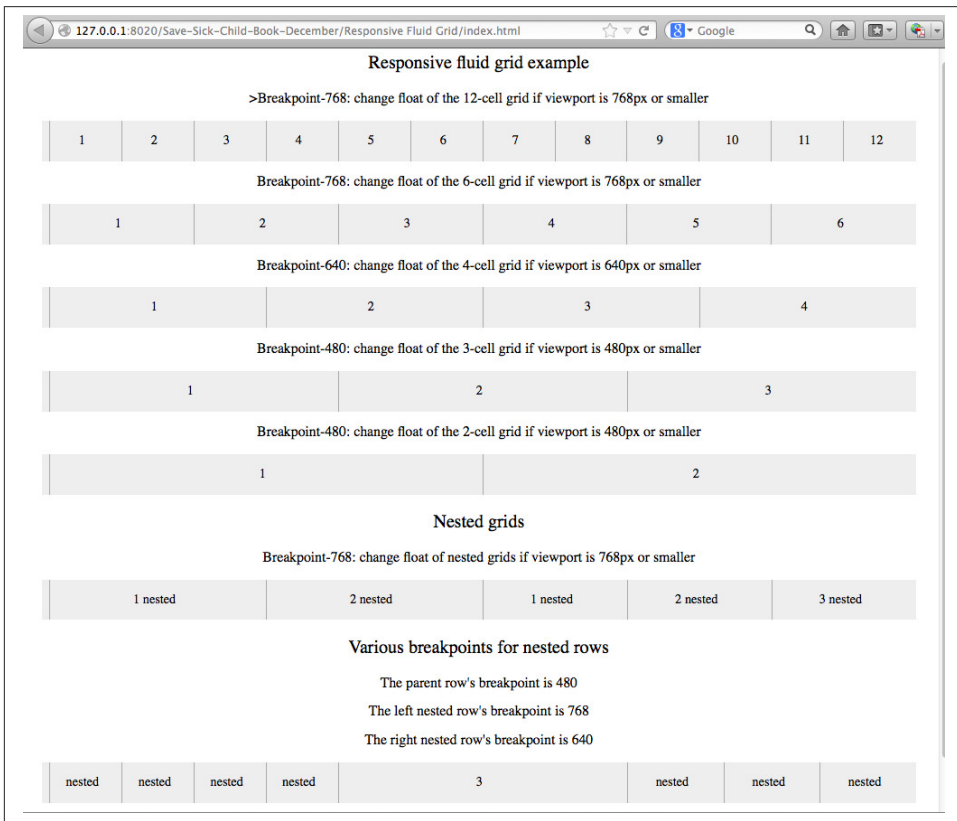 127.0.0.1:8020/Save-Sick-Child-Book-December/Responsive Fluid Grid/index.html
8 Google
Responsive fluid grid example
>Breakpoint-768: change float of the 12-cell grid if viewport is 768px or smaller
1 2 3 4 5 6 7 8 9 10 11 12
Breakpoint-768: change float of the 6-cell grid if viewport is 768px or smaller
1 2 3 4 5 6
Breakpoint-640: change float of the 4-cell grid if viewport is 640px or smaller
1 2 3 4
Breakpoint-480: change float of the 3-cell grid if viewport is 480px or smaller
1 2 3
Breakpoint-480: change float of the 2-cell grid if viewport is 480px or smaller
1 2
Nested grids
Breakpoint-768: change float of nested grids if viewport is 768px or smaller
1 nested 2 nested 1 nested 2 nested 3 nested
Various breakpoints for nested rows
The parent row's breakpoint is 480
The left nested row's breakpoint is 768
The right nested row's breakpoint is 640
nested nested nested nested 3 nested nested nested